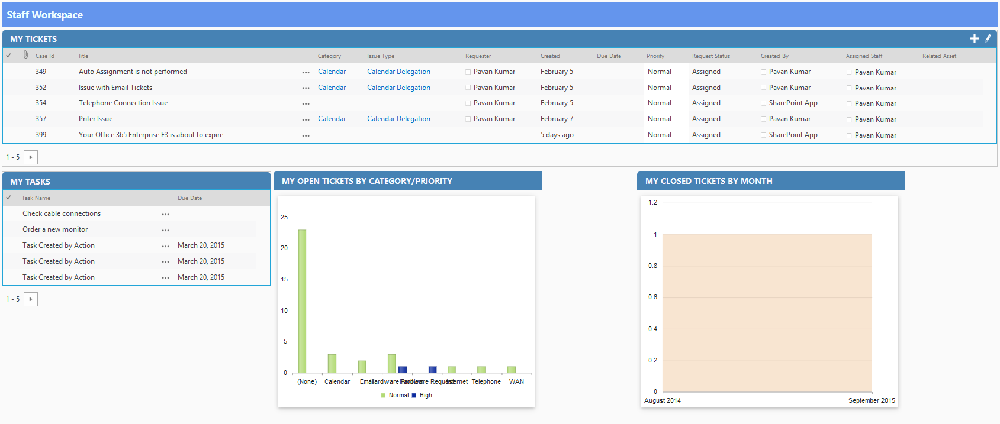 Staff Workspace
MY TICKETS
Case Id Title Category Issue Type Requester Created Due Date Priority Request Status Created By Assigned Staff Related Asset
349 Auto Assignment is not performed ... Calendar Calendar Delegation Pavan Kumar February 5 Normal Assigned Pavan Kumar Pavan Kumar
352 Issue with Email Tickets ... Calendar Calendar Delegation Pavan Kumar February 5 Normal Assigned Pavan Kumar Pavan Kumar
354 Telephone Connection Issue ... Pavan Kumar February 5 Normal Assigned SharePoint App Pavan Kumar
357 Priter Issue ... Calendar Calendar Delegation Pavan Kumar February 7 Normal Assigned Pavan Kumar Pavan Kumar
399 Your Office 365 Enterprise E3 is about to expire ... 5 days ago Normal Assigned SharePoint App Pavan Kumar
1 - 5
MY TASKS
Task Name Due Date
Check cable connections ...
Order a new monitor ...
Task Created by Action ... March 20, 2015
Task Created by Action ... March 20, 2015
Task Created by Action ... March 20, 2015
1 - 5
MY OPEN TICKETS BY CATEGORY/PRIORITY
25
20
15
10
5
0
(None) Calendar Email Hardware Problem Hardware Request Internet Telephone WAN
Normal High
MY CLOSED TICKETS BY MONTH
1.2
1
0.8
0.6
0.4
0.2
0
August 2014 September 2015